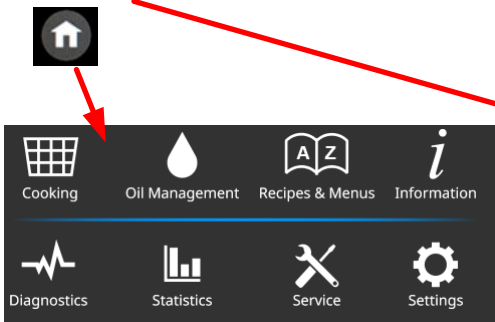 A Z
Cooking Oil Management Recipes & Menus Information
Diagnostics Statistics Service Settings